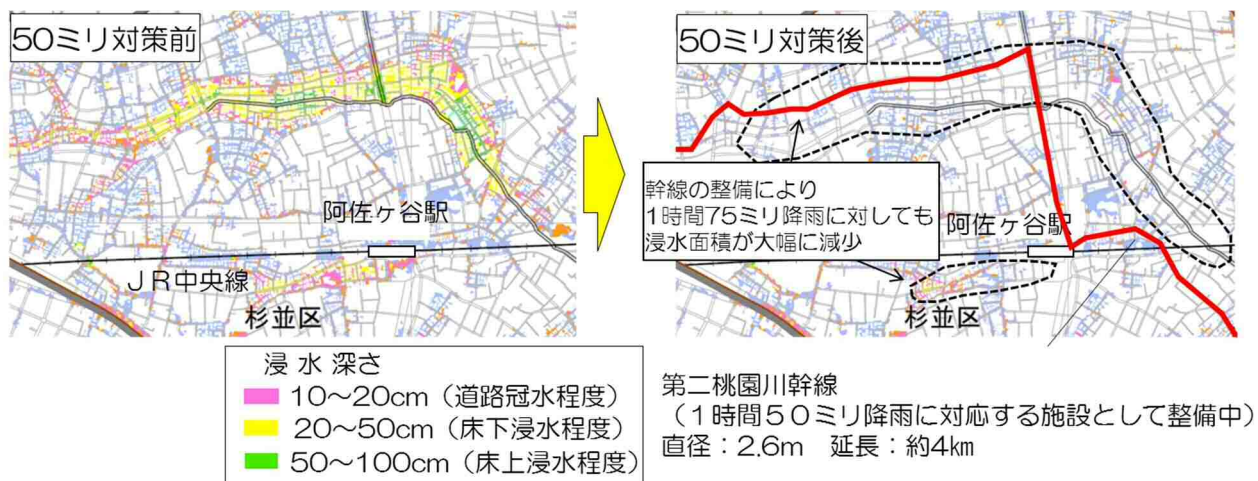 50ミリ対策前
阿佐ヶ谷駅
ＪＲ中央線
杉並区
50ミリ対策後
幹線の整備により
1時間75ミリ降雨に対しても
浸水面積が大幅に減少
阿佐ヶ谷駅
杉並区
浸 水 深さ
10～20cm（道路冠水程度）
20～50cm（床下浸水程度）
50～100cm（床上浸水程度）
第二桃園川幹線
（１時間５０ミリ降雨に対応する施設として整備中）
直径：2.6m　延長：約4㎞